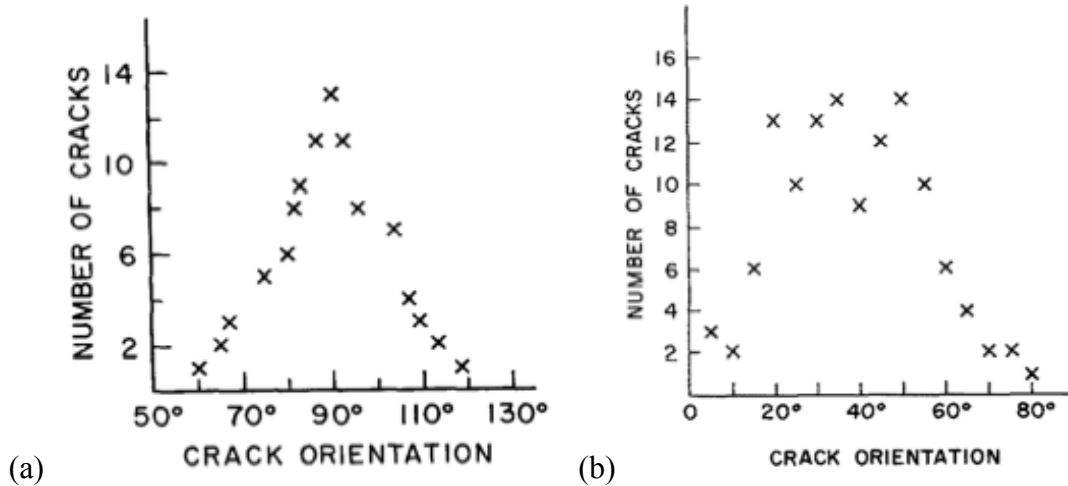 NUMBER OF CRACKS
14
10
6
2
50° 70° 90° 110° 130°
CRACK ORIENTATION
(a)
NUMBER OF CRACKS
16
14
12
10
8
6
4
2
0 20° 40° 60° 80°
CRACK ORIENTATION
(b)